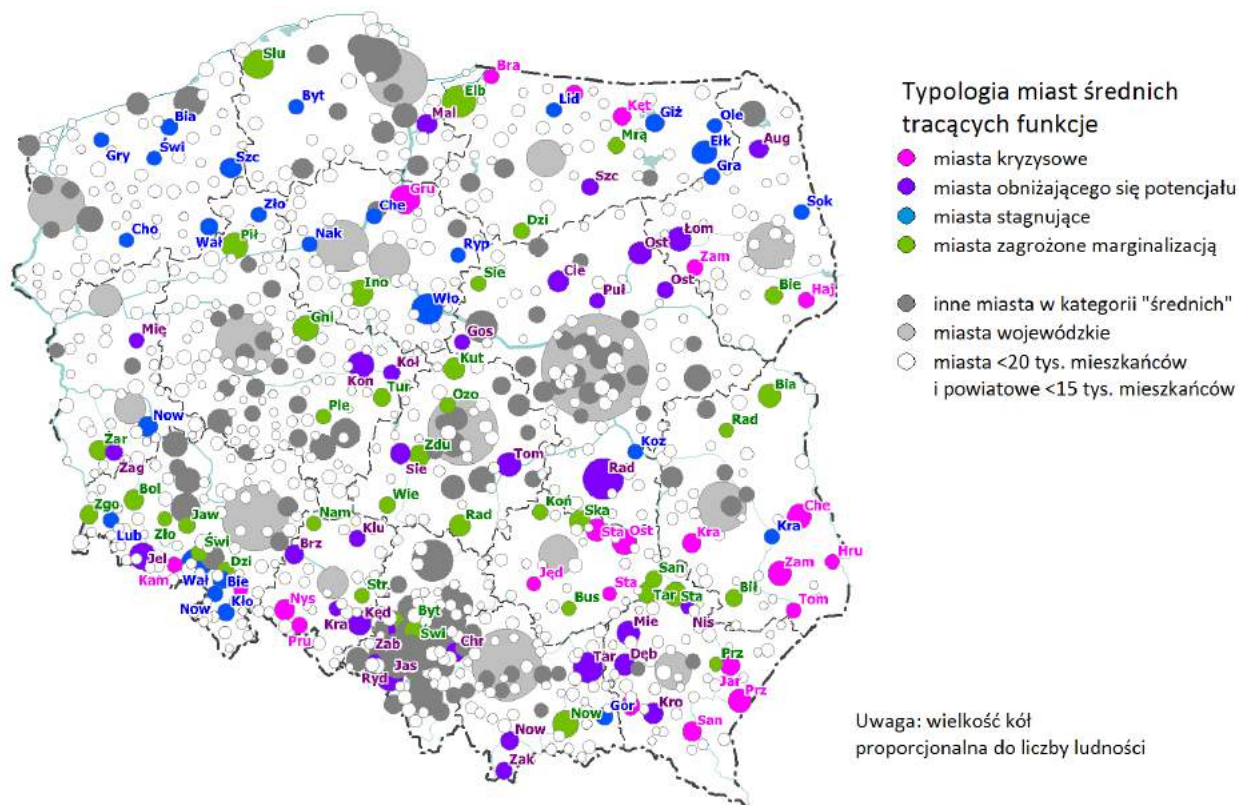 Typologia miast średnich
tracących funkcje
miasta kryzysowe
miasta obniżającego się potencjału
miasta stagnujące
miasta zagrożone marginalizacją
inne miasta w kategorii "średnich"
miasta wojewódzkie
miasta <20 tys. mieszkańców
i powiatowe <15 tys. mieszkańców
Uwaga: wielkość kół
proporcjonalna do liczby ludności
Słu
Bra
Elb
Byt
Mal
Lid
Kęt
Giż
Ole
Bia
Mrą
Ełk
Aug
Gry
Świ
Szc
Szc
Gra
Gru
Zło
Che
Sok
Cho
Wał
Pił
Nak
Dzi
Ryp
Ost
Łom
Zam
Sie
Cie
Puł
Ost
Bie
Haj
Ino
Wło
Gni
Gos
Mię
Kon
Koł
Kut
Tur
Ple
Ozo
Bia
Rad
Now
Żar
Zag
Zdu
Sie
Tom
Koz
Rad
Bol
Zgo
Wie
Rad
Koń
Ska
Sta
Ost
Kra
Che
Kra
Lub
Zło
Jaw
Nam
Klu
Brz
Świ
Dzi
Jel
Kam
Wał
Bie
Kło
Now
Hru
Zam
Tom
Jęd
Sta
San
Bus
Tar
Sta
Nis
Bił
Nys
Pru
Str
Kra
Kęd
Byt
Świ
Zab
Jas
Ryd
Chr
Mie
Tar
Dęb
Prz
Jar
Prz
Now
Gor
Kro
San
Now
Zak